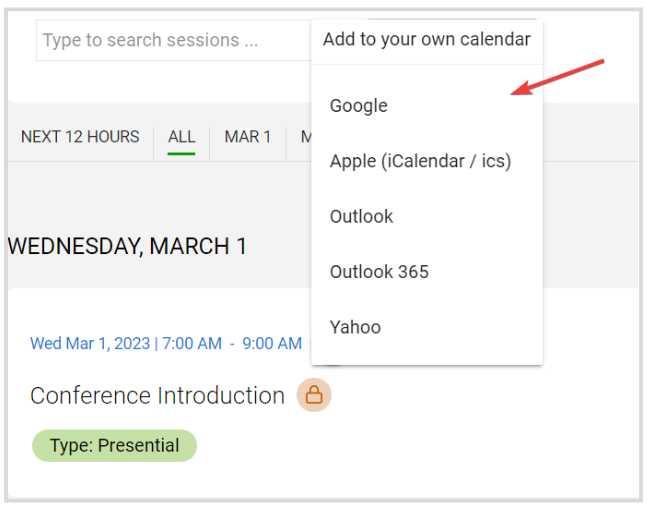 Type to search sessions ...
Add to your own calendar
Google
Apple (iCalendar / ics)
Outlook
Outlook 365
Yahoo
NEXT 12 HOURS ALL MAR 1 M
WEDNESDAY, MARCH 1
Wed Mar 1, 2023 | 7:00 AM - 9:00 AM
Conference Introduction
Type: Presential